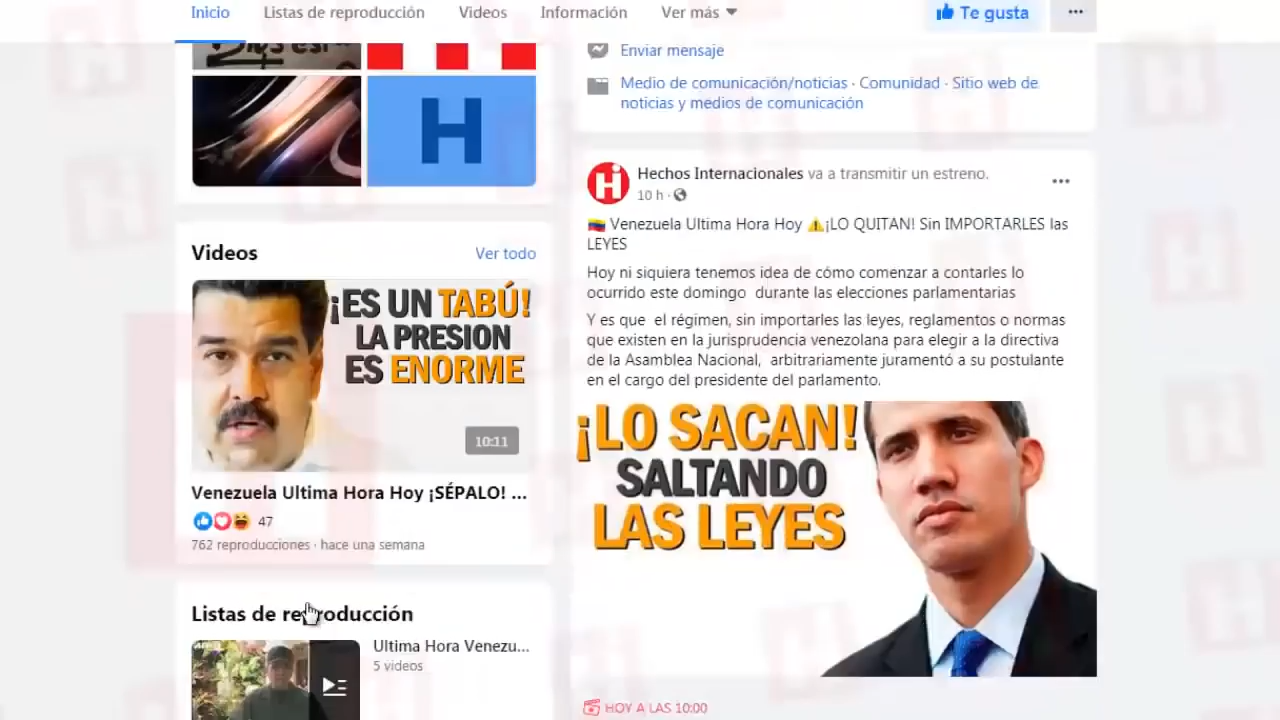 Inicio
Listas de reproducción
Videos
Información
Ver más
Te gusta
H
Videos
Ver todo
¡ES UN TABÚ!
LA PRESION
ES ENORME
10:11
Venezuela Ultima Hora Hoy ¡SÉPALO! ...
47
762 reproducciones · hace una semana
Listas de reproducción
Ultima Hora Venezu...
5 videos
Enviar mensaje
Medio de comunicación/noticias · Comunidad · Sitio web de
noticias y medios de comunicación
Hi
Hechos Internacionales va a transmitir un estreno.
10 h ·
🇻🇪 Venezuela Ultima Hora Hoy ⚠️¡LO QUITAN! Sin IMPORTARLES las
LEYES
Hoy ni siquiera tenemos idea de cómo comenzar a contarles lo
ocurrido este domingo durante las elecciones parlamentarias
Y es que el régimen, sin importarles las leyes, reglamentos o normas
que existen en la jurisprudencia venezolana para elegir a la directiva
de la Asamblea Nacional, arbitrariamente juramentó a su postulante
en el cargo del presidente del parlamento.
¡LO SACAN!
SALTANDO
LAS LEYES
HOY A LAS 10:00